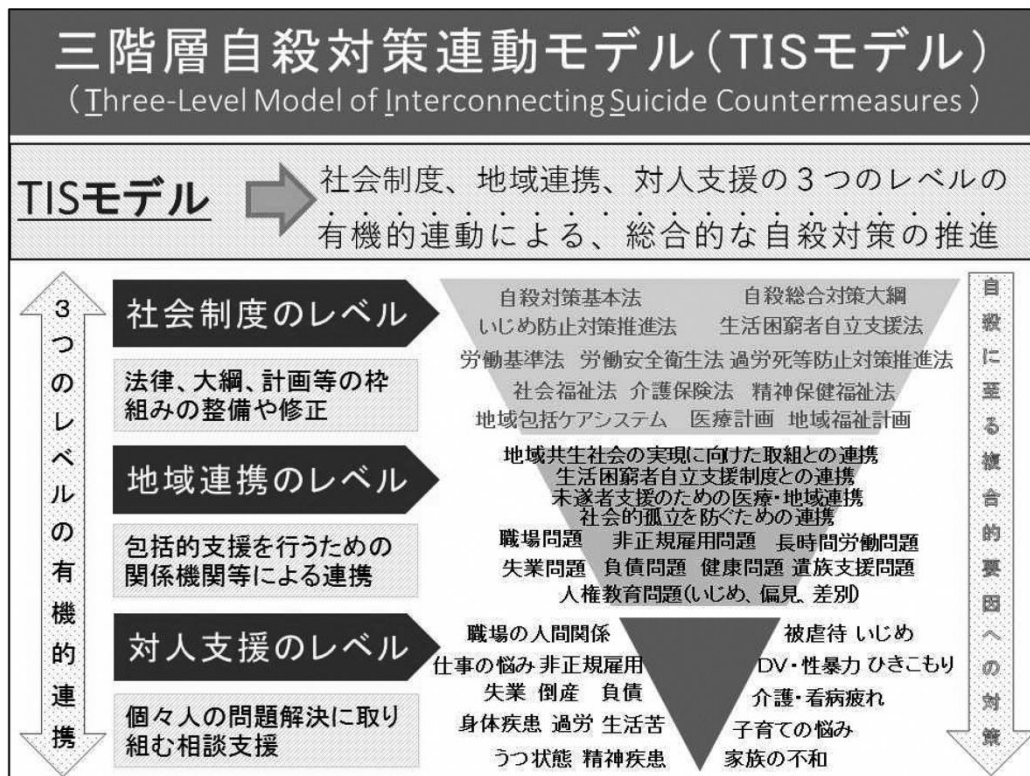 三階層自殺対策連動モデル(TISモデル)
(Three-Level Model of Interconnecting Suicide Countermeasures)
TISモデル
社会制度、地域連携、対人支援の3つのレベルの
有機的連動による、総合的な自殺対策の推進
3つのレベルの有機的連携
社会制度のレベル
法律、大綱、計画等の枠
組みの整備や修正
自殺対策基本法 自殺総合対策大綱
いじめ防止対策推進法 生活困窮者自立支援法
労働基準法 労働安全衛生法 過労死等防止対策推進法
社会福祉法 介護保険法 精神保健福祉法
地域包括ケアシステム 医療計画 地域福祉計画
地域連携のレベル
包括的支援を行うための
関係機関等による連携
地域共生社会の実現に向けた取組との連携
生活困窮者自立支援制度との連携
未遂者支援のための医療・地域連携
社会的孤立を防ぐための連携
職場問題 非正規雇用問題 長時間労働問題
失業問題 負債問題 健康問題 遺族支援問題
人権教育問題(いじめ、偏見、差別)
対人支援のレベル
個々人の問題解決に取り
組む相談支援
職場の人間関係 被虐待 いじめ
仕事の悩み 非正規雇用 DV・性暴力 ひきこもり
失業 倒産 負債 介護・看病疲れ
身体疾患 過労 生活苦 子育ての悩み
うつ状態 精神疾患 家族の不和
自殺に至る複合的要因への対策